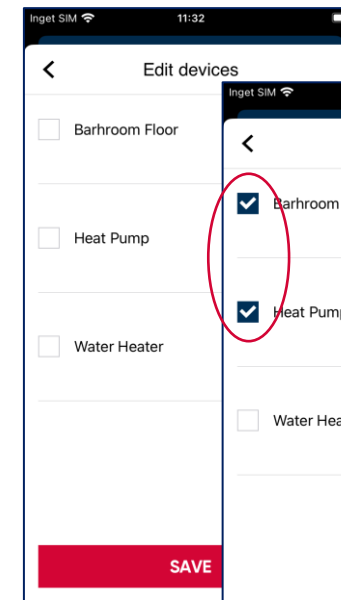 Inget SIM 11:32
Edit devices
Barhroom Floor
Heat Pump
Water Heater
SAVE
Inget SIM
Barhroom
Heat Pump
Water Hea